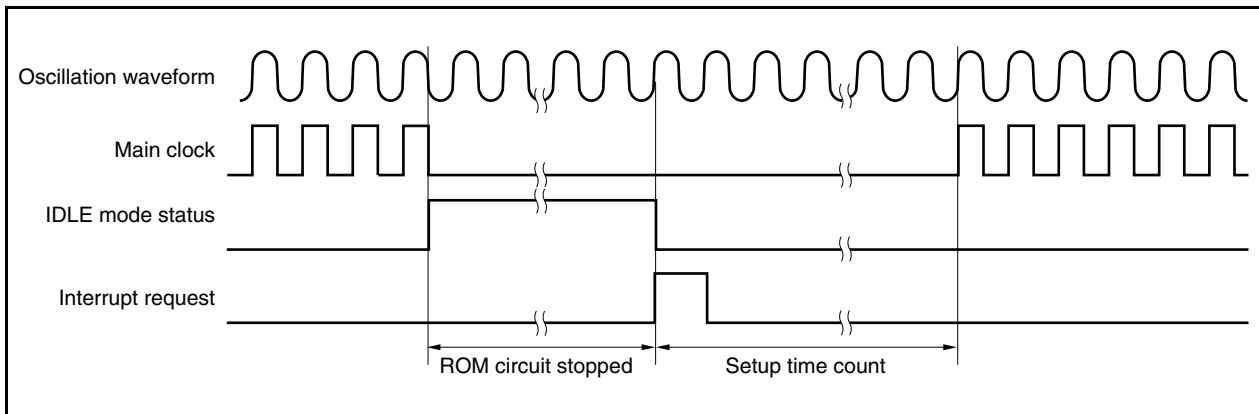 Oscillation waveform
Main clock
IDLE mode status
Interrupt request
ROM circuit stopped
Setup time count